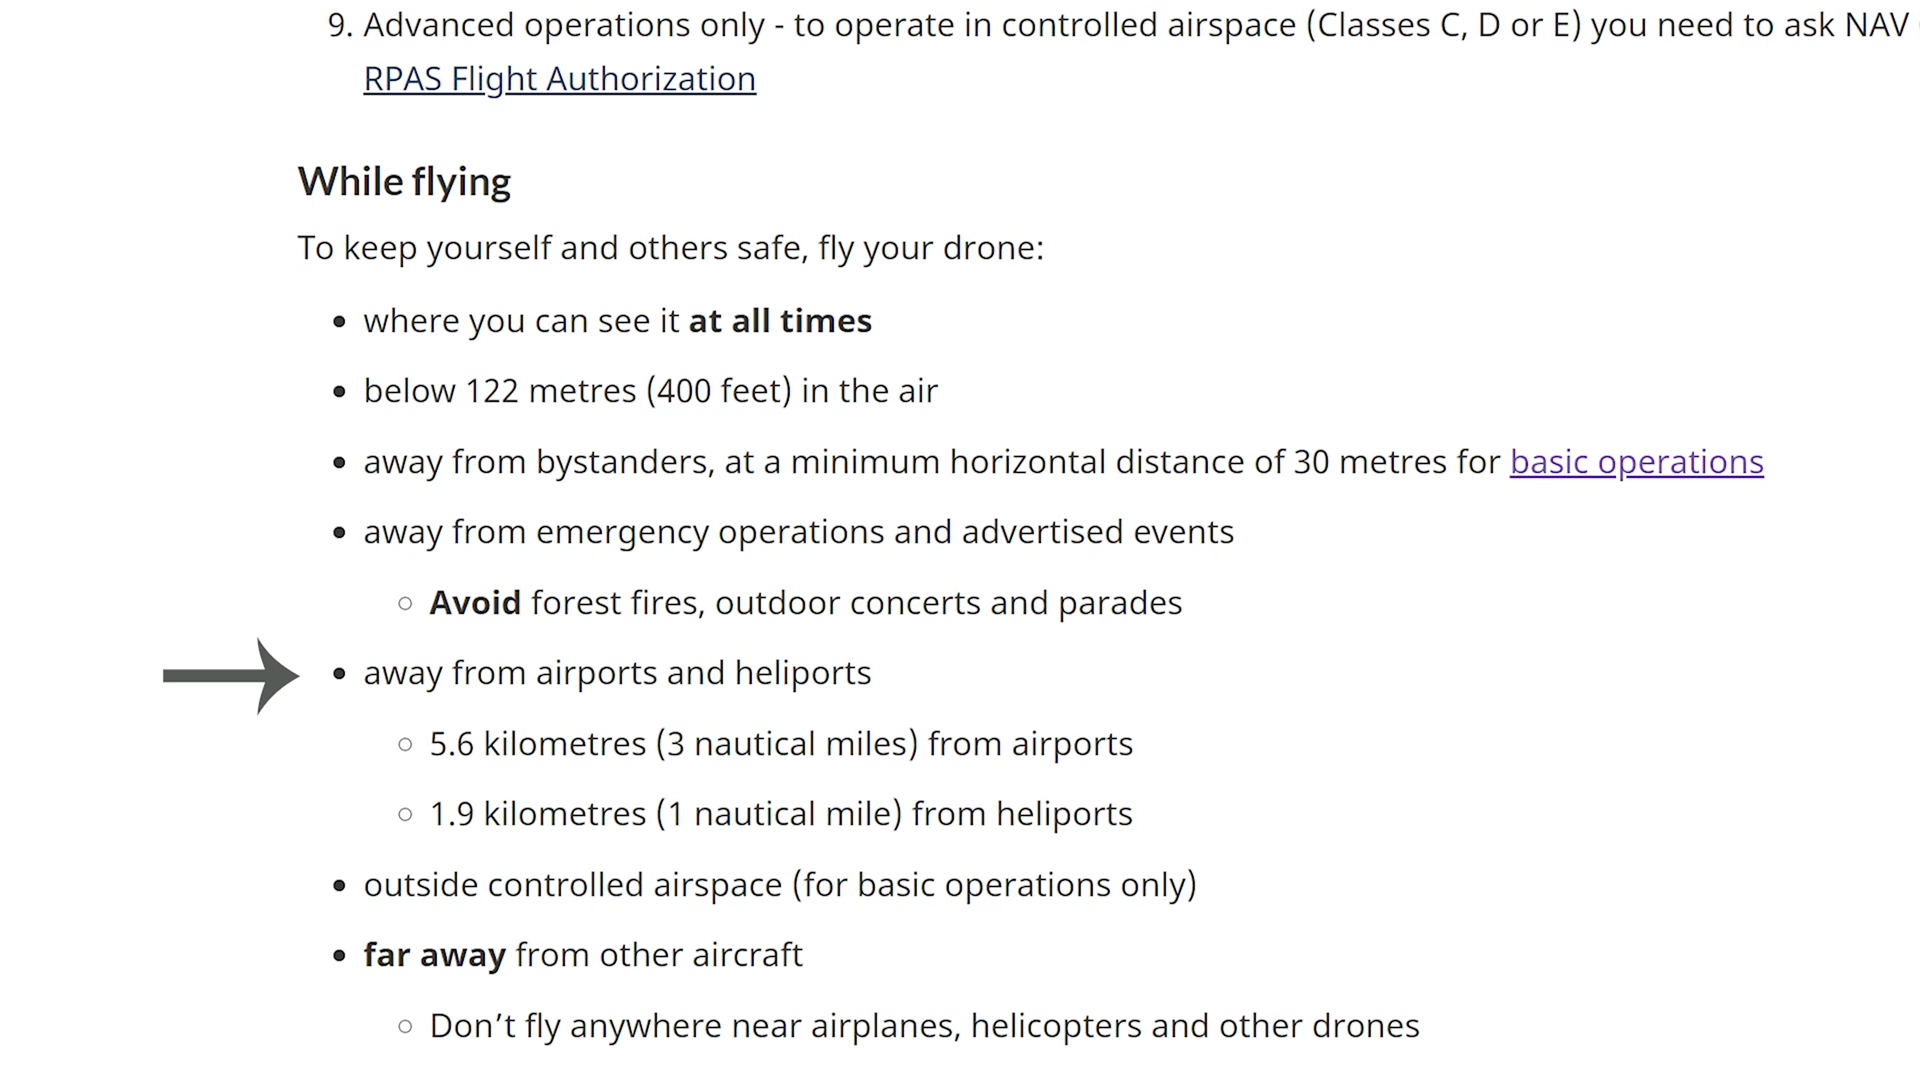 9. Advanced operations only - to operate in controlled airspace (Classes C, D or E) you need to ask NAV
RPAS Flight Authorization
While flying
To keep yourself and others safe, fly your drone:
• where you can see it at all times
• below 122 metres (400 feet) in the air
• away from bystanders, at a minimum horizontal distance of 30 metres for basic operations
• away from emergency operations and advertised events
○ Avoid forest fires, outdoor concerts and parades
• away from airports and heliports
○ 5.6 kilometres (3 nautical miles) from airports
○ 1.9 kilometres (1 nautical mile) from heliports
• outside controlled airspace (for basic operations only)
• far away from other aircraft
○ Don’t fly anywhere near airplanes, helicopters and other drones